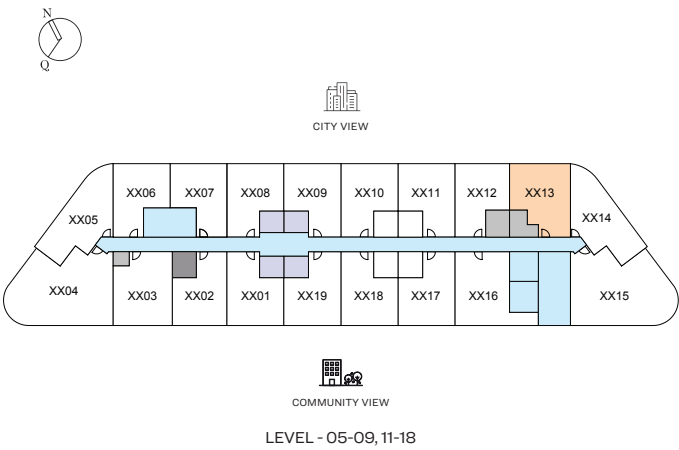 N
Q
CITY VIEW
XX06 XX07 XX08 XX09 XX10 XX11 XX12 XX13
XX05 XX14
XX04 XX03 XX02 XX01 XX19 XX18 XX17 XX16 XX15
COMMUNITY VIEW
LEVEL - 05-09, 11-18